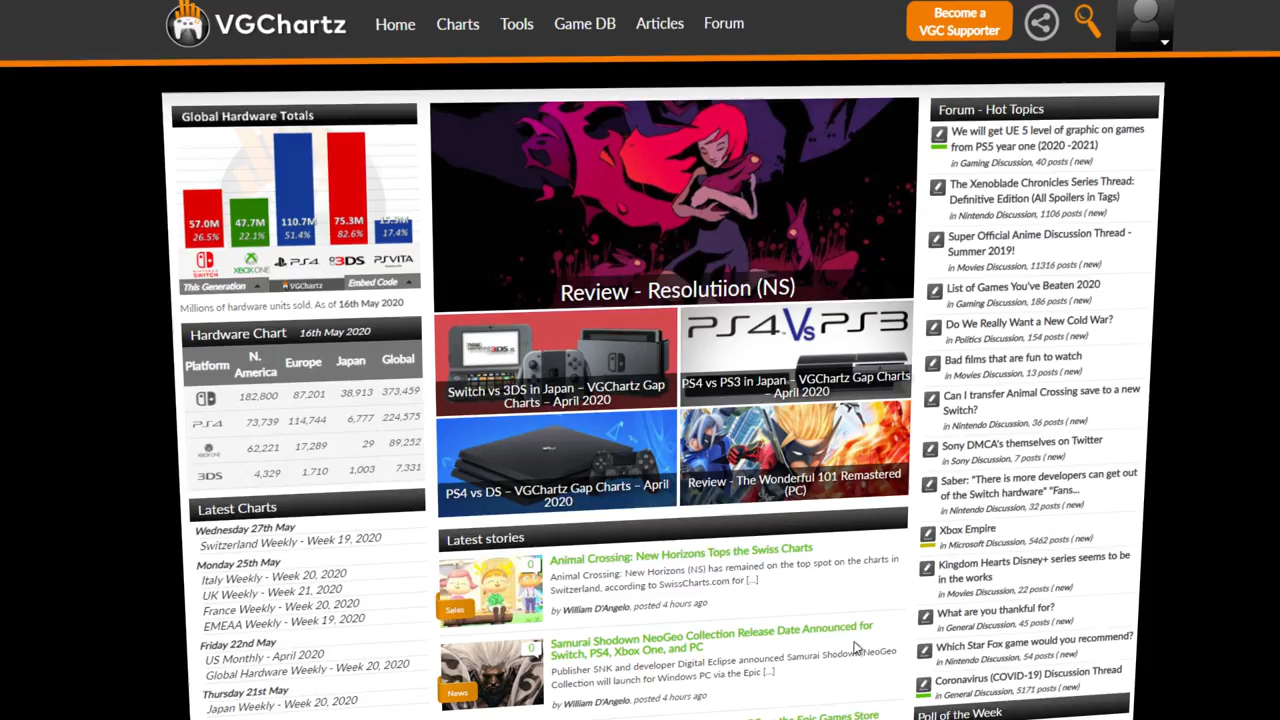 VGChartz
Home
Charts
Tools
Game DB
Articles
Forum
Become a
VGC Supporter
Global Hardware Totals
57.0M
26.5%
47.7M
22.1%
110.7M
51.4%
75.3M
82.6%
17.4%
NINTENDO
SWITCH
XBOX ONE
PS4
3DS
PSVITA
This Generation
VGChartz
Embed Code
Millions of hardware units sold. As of 16th May 2020
Hardware Chart 16th May 2020
Platform N. America Europe Japan Global
182,800 87,201 38,913 373,459
PS4 73,739 114,744 6,777 224,575
XBOX ONE 62,221 17,289 29 89,252
3DS 4,329 1,710 1,003 7,331
Latest Charts
Wednesday 27th May
Switzerland Weekly - Week 19, 2020
Monday 25th May
Italy Weekly - Week 20, 2020
UK Weekly - Week 21, 2020
France Weekly - Week 20, 2020
EMEAA Weekly - Week 19, 2020
Friday 22nd May
US Monthly - April 2020
Global Hardware Weekly - Week 20, 2020
Thursday 21st May
Japan Weekly - Week 20, 2020
Review - Resolutiion (NS)
Switch vs 3DS in Japan – VGChartz Gap
Charts – April 2020
PS4 Vs PS3
PS4 vs PS3 in Japan – VGChartz Gap Charts
– April 2020
PS4 vs DS – VGChartz Gap Charts – April
2020
Review - The Wonderful 101 Remastered
(PC)
Latest stories
0
Sales
Animal Crossing: New Horizons Tops the Swiss Charts
Animal Crossing: New Horizons (NS) has remained on the top spot on the charts in
Switzerland, according to SwissCharts.com for [...]
by William D'Angelo, posted 4 hours ago
0
News
Samurai Shodown NeoGeo Collection Release Date Announced for
Switch, PS4, Xbox One, and PC
Publisher SNK and developer Digital Eclipse announced Samurai Shodown NeoGeo
Collection will launch for Windows PC via the Epic [...]
by William D'Angelo, posted 4 hours ago
the Epic Games Store
Forum - Hot Topics
We will get UE 5 level of graphic on games
from PS5 year one (2020 -2021)
in Gaming Discussion, 40 posts ( new)
The Xenoblade Chronicles Series Thread:
Definitive Edition (All Spoilers in Tags)
in Nintendo Discussion, 1106 posts ( new)
Super Official Anime Discussion Thread -
Summer 2019!
in Movies Discussion, 11316 posts ( new)
List of Games You've Beaten 2020
in Gaming Discussion, 186 posts ( new)
Do We Really Want a New Cold War?
in Politics Discussion, 154 posts ( new)
Bad films that are fun to watch
in Movies Discussion, 13 posts ( new)
Can I transfer Animal Crossing save to a new
Switch?
in Nintendo Discussion, 36 posts ( new)
Sony DMCA's themselves on Twitter
in Sony Discussion, 7 posts ( new)
Saber: "There is more developers can get out
of the Switch hardware" "Fans...
in Nintendo Discussion, 32 posts ( new)
Xbox Empire
in Microsoft Discussion, 5462 posts ( new)
Kingdom Hearts Disney+ series seems to be
in the works
in Movies Discussion, 22 posts ( new)
What are you thankful for?
in General Discussion, 45 posts ( new)
Which Star Fox game would you recommend?
in Nintendo Discussion, 54 posts ( new)
Coronavirus (COVID-19) Discussion Thread
in General Discussion, 5171 posts ( new)
Poll of the Week